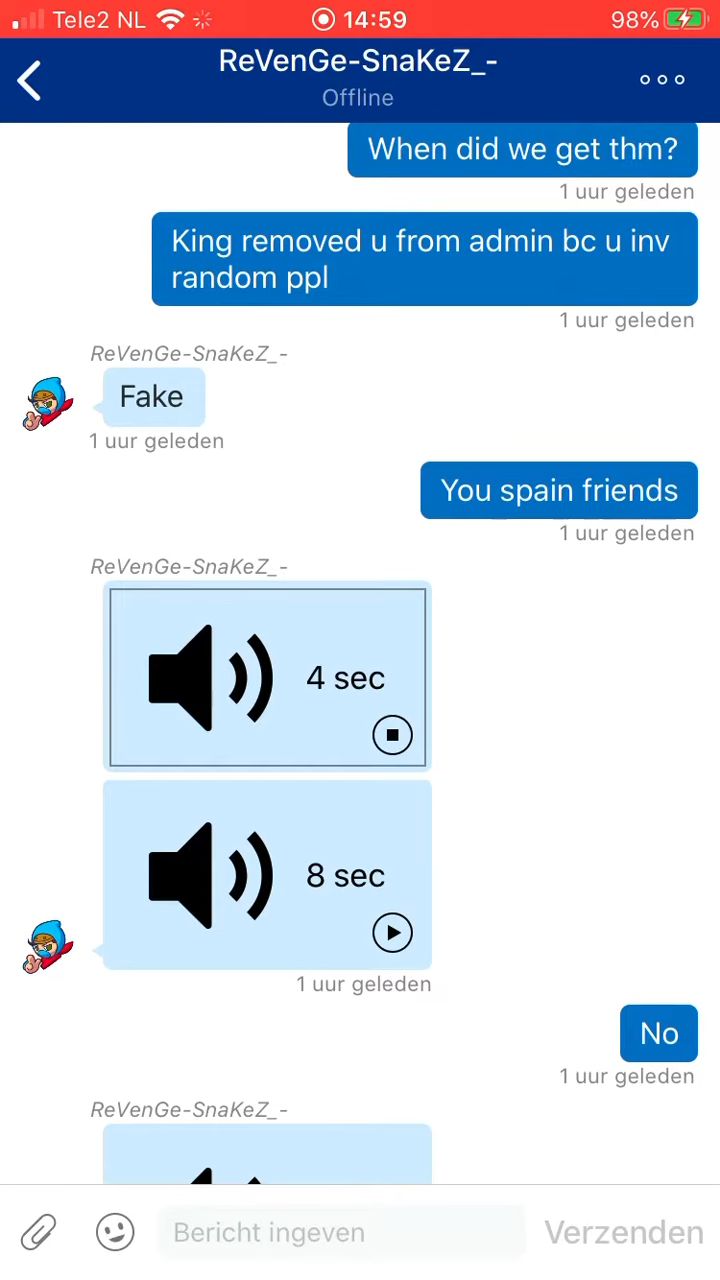 Tele2 NL 14:59 98%
ReVenGe-SnaKeZ_-
Offline
When did we get thm?
1 uur geleden
King removed u from admin bc u inv
random ppl
1 uur geleden
ReVenGe-SnaKeZ_-
Fake
1 uur geleden
You spain friends
1 uur geleden
ReVenGe-SnaKeZ_-
4 sec
8 sec
1 uur geleden
No
1 uur geleden
ReVenGe-SnaKeZ_-
Bericht ingeven Verzenden